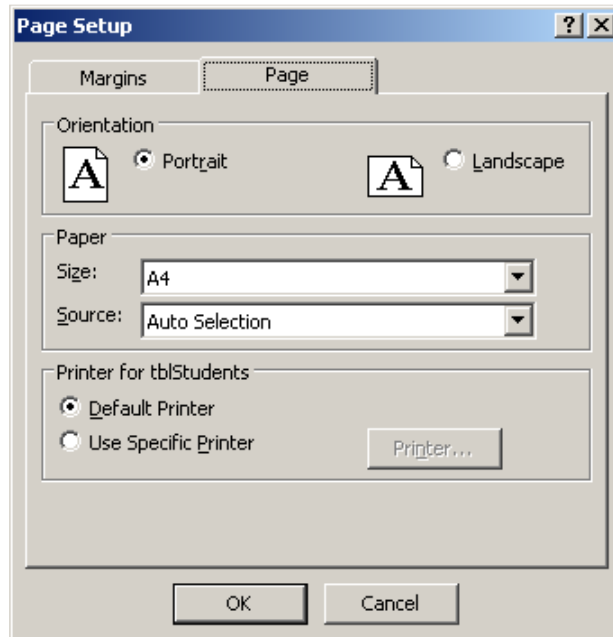 Page Setup
Margins Page
Orientation
A Portrait A Landscape
Paper
Size: A4
Source: Auto Selection
Printer for tblStudents
Default Printer
Use Specific Printer Printer...
OK Cancel